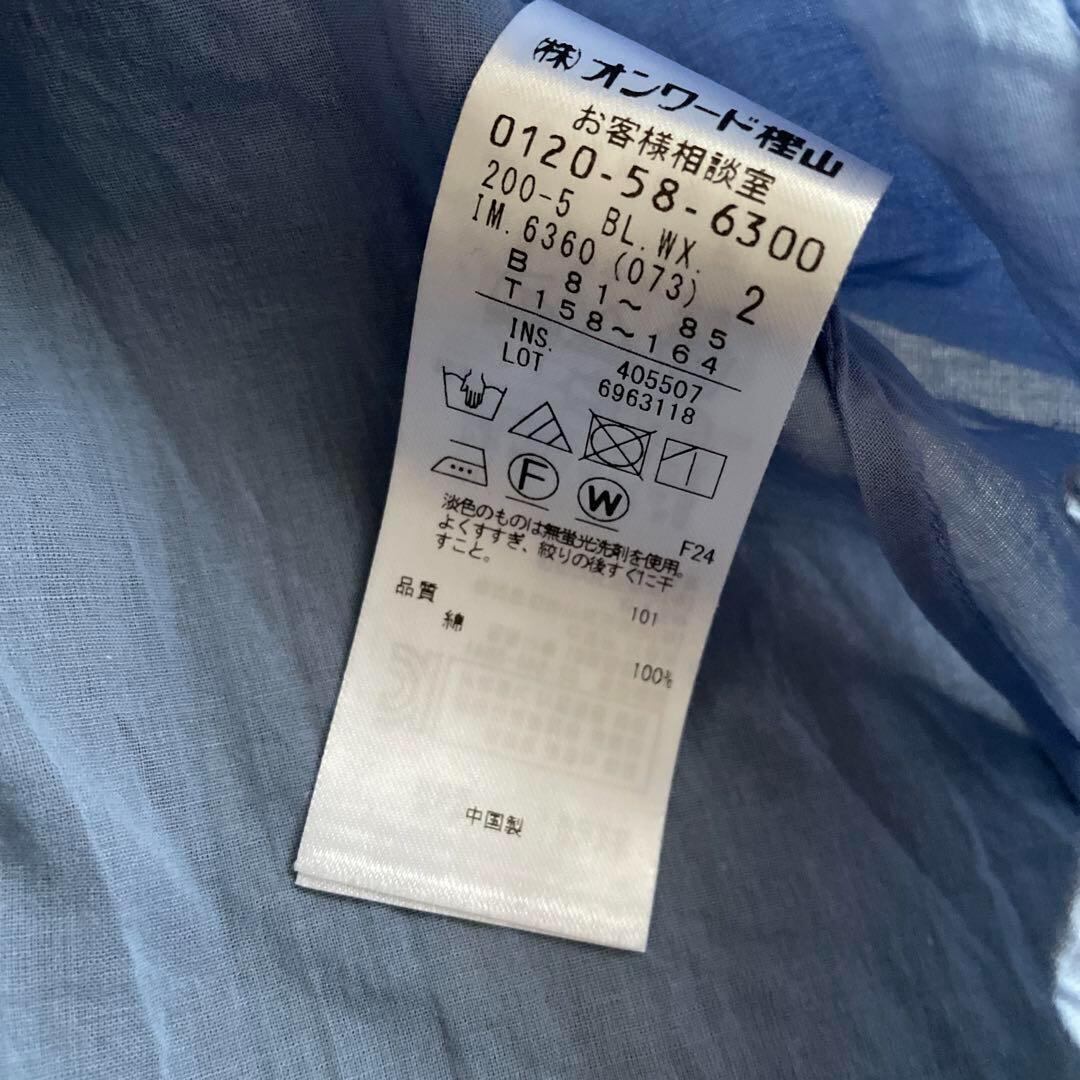 (株)オンワード樫山
お客様相談室
0120-58-6300
200-5 BL.WX.
IM.6360 (073) 2
B 81~ 85
T158~164
INS. 405507
LOT 6963118
F W
F24
淡色のものは無蛍光洗剤を使用。
よくすすぎ、絞りの後すぐに干
すこと。
品質 101
綿 100%
中国製